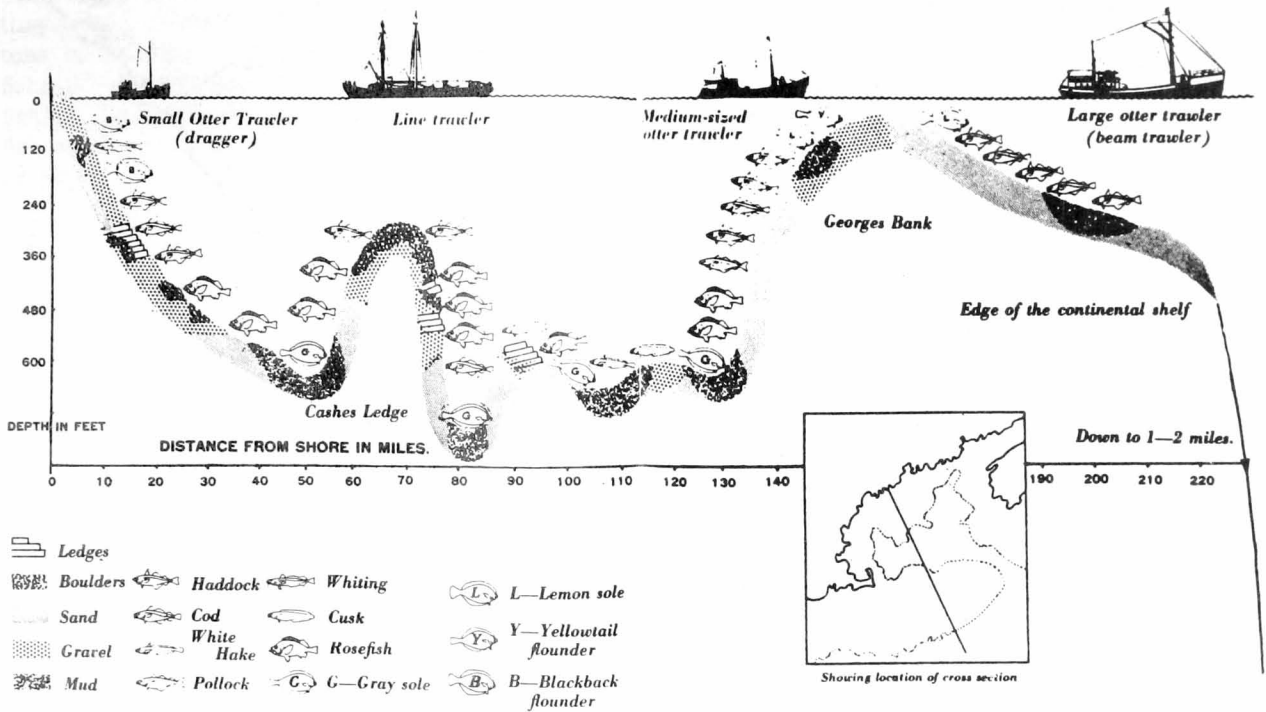 0
120
240
360
480
600
DEPTH IN FEET
Small Otter Trawler
(dragger)
Line trawler
Medium-sized
otter trawler
Large otter trawler
(beam trawler)
B
B
Y
Georges Bank
Edge of the continental shelf
G
G
G
G
Cashes Ledge
DISTANCE FROM SHORE IN MILES.
Down to 1—2 miles.
0 10 20 30 40 50 60 70 80 90 100 110 120 130 140 190 200 210 220
Showing location of cross section
Ledges
Boulders
Sand
Gravel
Mud
Haddock
Cod
White
Hake
Pollock
Whiting
Cusk
Rosefish
G G—Gray sole
L L—Lemon sole
Y Y—Yellowtail
flounder
B B—Blackback
flounder